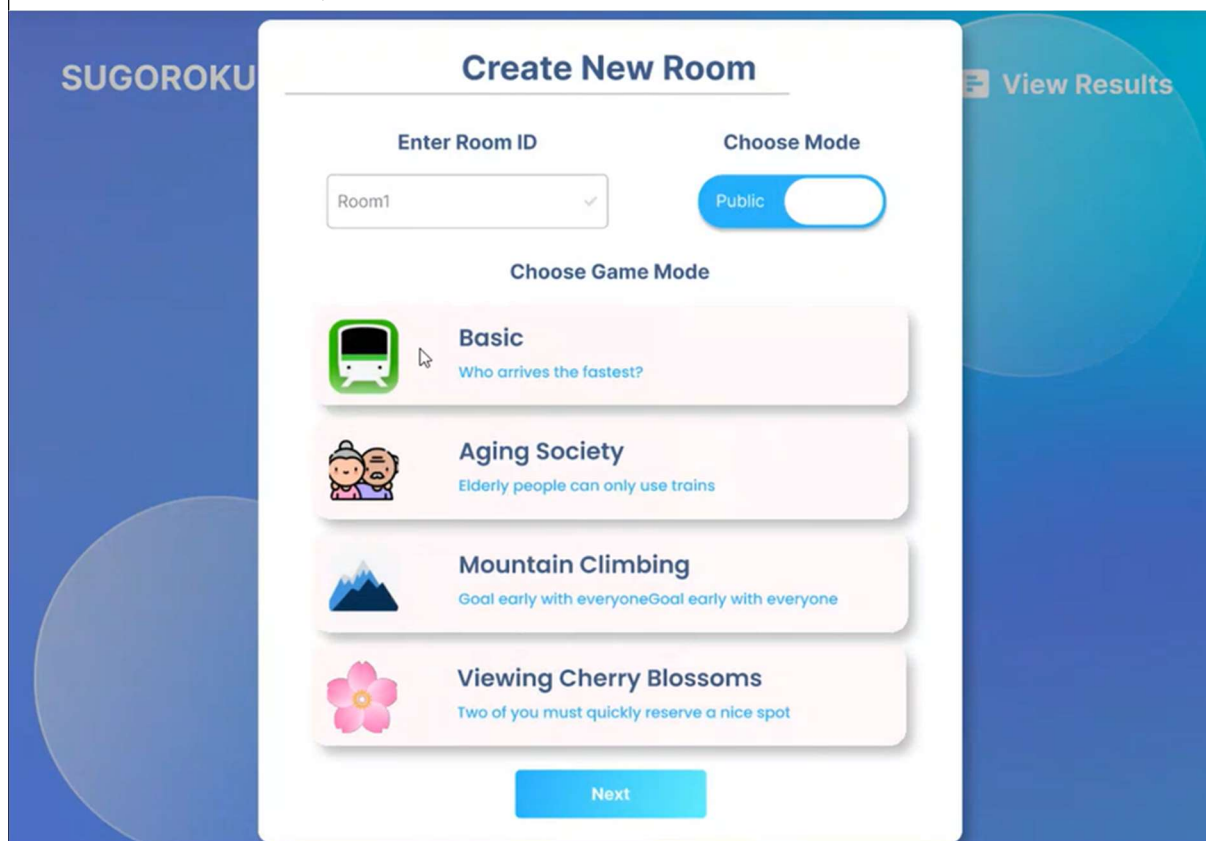 SUGOROKU
Create New Room
View Results
Enter Room ID
Choose Mode
Room1
Public
Choose Game Mode
Basic
Who arrives the fastest?
Aging Society
Elderly people can only use trains
Mountain Climbing
Goal early with everyoneGoal early with everyone
Viewing Cherry Blossoms
Two of you must quickly reserve a nice spot
Next